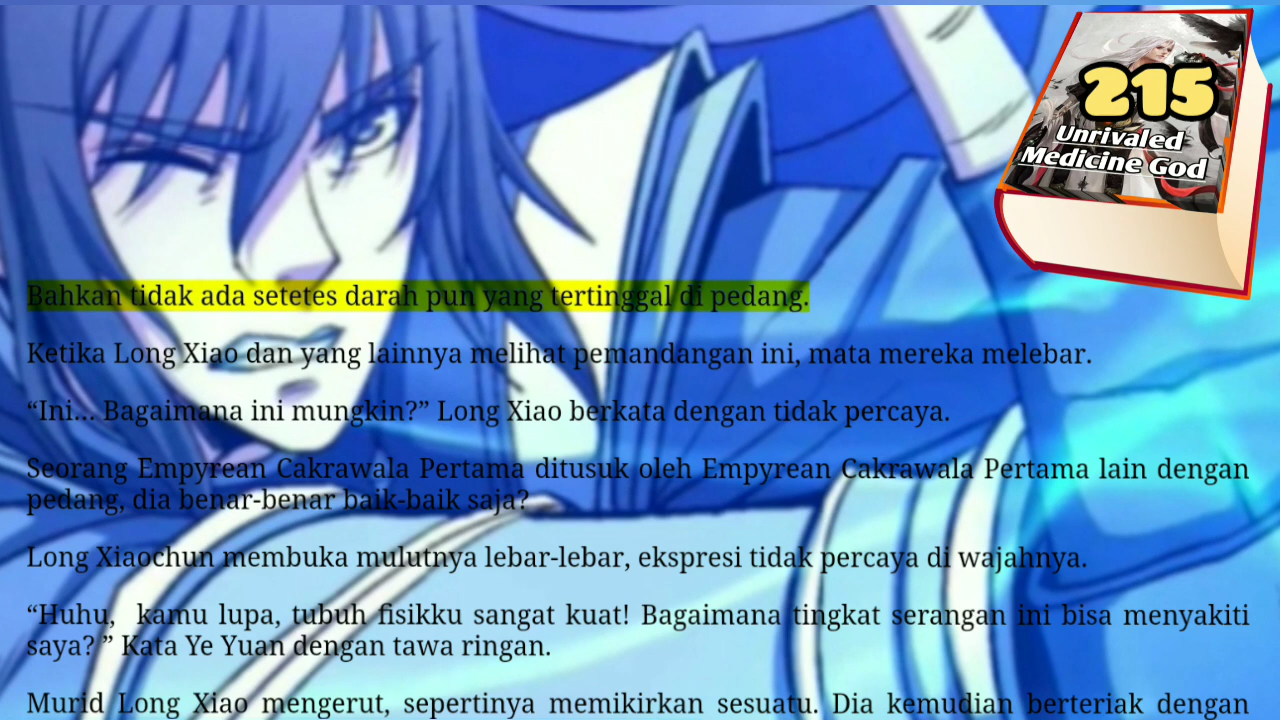 215
Unrivaled
Medicine God
Bahkan tidak ada setetes darah pun yang tertinggal di pedang.
Ketika Long Xiao dan yang lainnya melihat pemandangan ini, mata mereka melebar.
“Ini... Bagaimana ini mungkin?” Long Xiao berkata dengan tidak percaya.
Seorang Empyrean Cakrawala Pertama ditusuk oleh Empyrean Cakrawala Pertama lain dengan
pedang, dia benar-benar baik-baik saja?
Long Xiaochun membuka mulutnya lebar-lebar, ekspresi tidak percaya di wajahnya.
“Huhu, kamu lupa, tubuh fisikku sangat kuat! Bagaimana tingkat serangan ini bisa menyakiti
saya? ” Kata Ye Yuan dengan tawa ringan.
Murid Long Xiao mengerut, sepertinya memikirkan sesuatu. Dia kemudian berteriak dengan